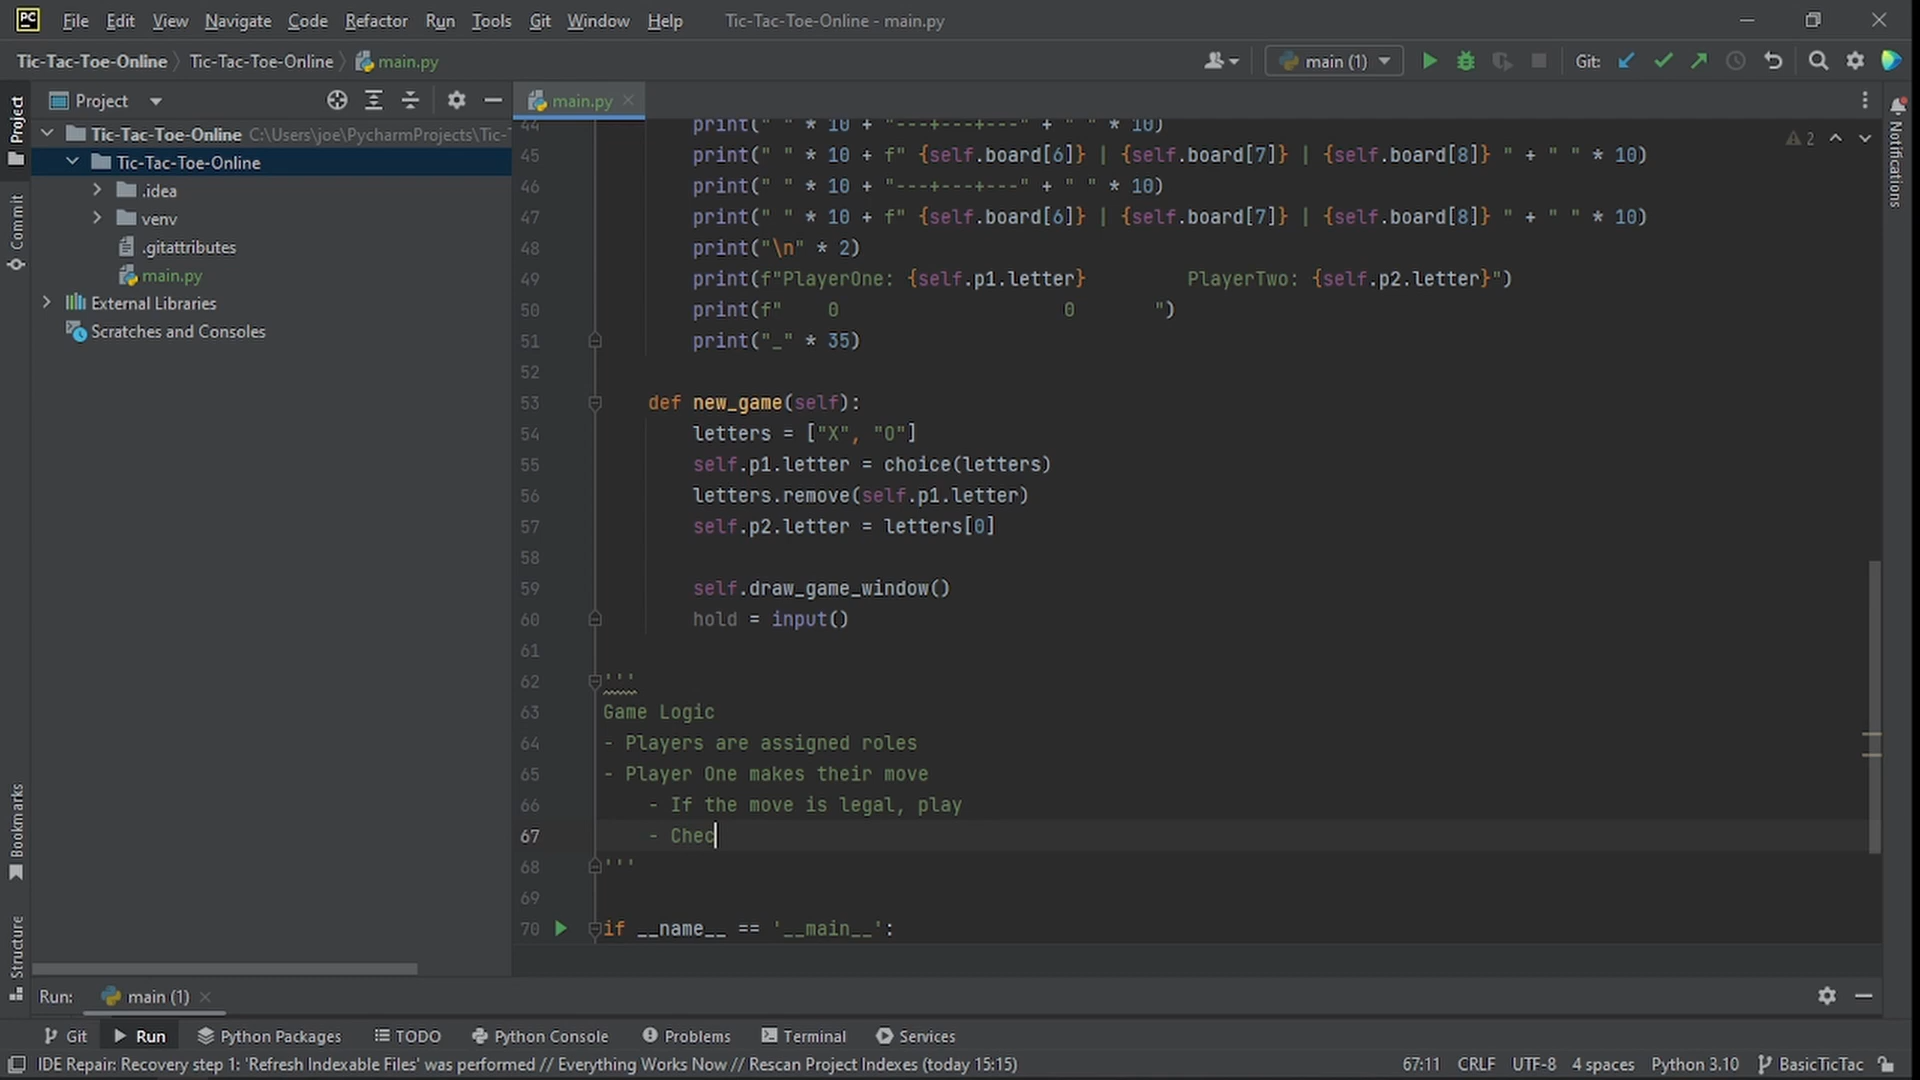 PC File Edit View Navigate Code Refactor Run Tools Git Window Help Tic-Tac-Toe-Online - main.py
Tic-Tac-Toe-Online Tic-Tac-Toe-Online main.py main (1) Git:
Project
main.py
Project
Commit
Bookmarks
Structure
Notifications
Tic-Tac-Toe-Online C:\Users\joe\PycharmProjects\Tic-T
Tic-Tac-Toe-Online
.idea
venv
.gitattributes
main.py
External Libraries
Scratches and Consoles
2
44 print(" " * 10 + "---+---+---" + " " * 10)
45 print(" " * 10 + f" {self.board[6]} | {self.board[7]} | {self.board[8]} " + " " * 10)
46 print(" " * 10 + "---+---+---" + " " * 10)
47 print(" " * 10 + f" {self.board[6]} | {self.board[7]} | {self.board[8]} " + " " * 10)
48 print("\n" * 2)
49 print(f"PlayerOne: {self.p1.letter}         PlayerTwo: {self.p2.letter}")
50 print(f"    0                    0       ")
51 print("_" * 35)
52
53 def new_game(self):
54 letters = ["X", "O"]
55 self.p1.letter = choice(letters)
56 letters.remove(self.p1.letter)
57 self.p2.letter = letters[0]
58
59 self.draw_game_window()
60 hold = input()
61
62 '''
63 Game Logic
64 - Players are assigned roles
65 - Player One makes their move
66 - If the move is legal, play
67 - Chec
68 '''
69
70 if __name__ == '__main__':
Run: main (1)
Git Run Python Packages TODO Python Console Problems Terminal Services
IDE Repair: Recovery step 1: 'Refresh Indexable Files' was performed // Everything Works Now // Rescan Project Indexes (today 15:15) 67:11 CRLF UTF-8 4 spaces Python 3.10 BasicTicTac